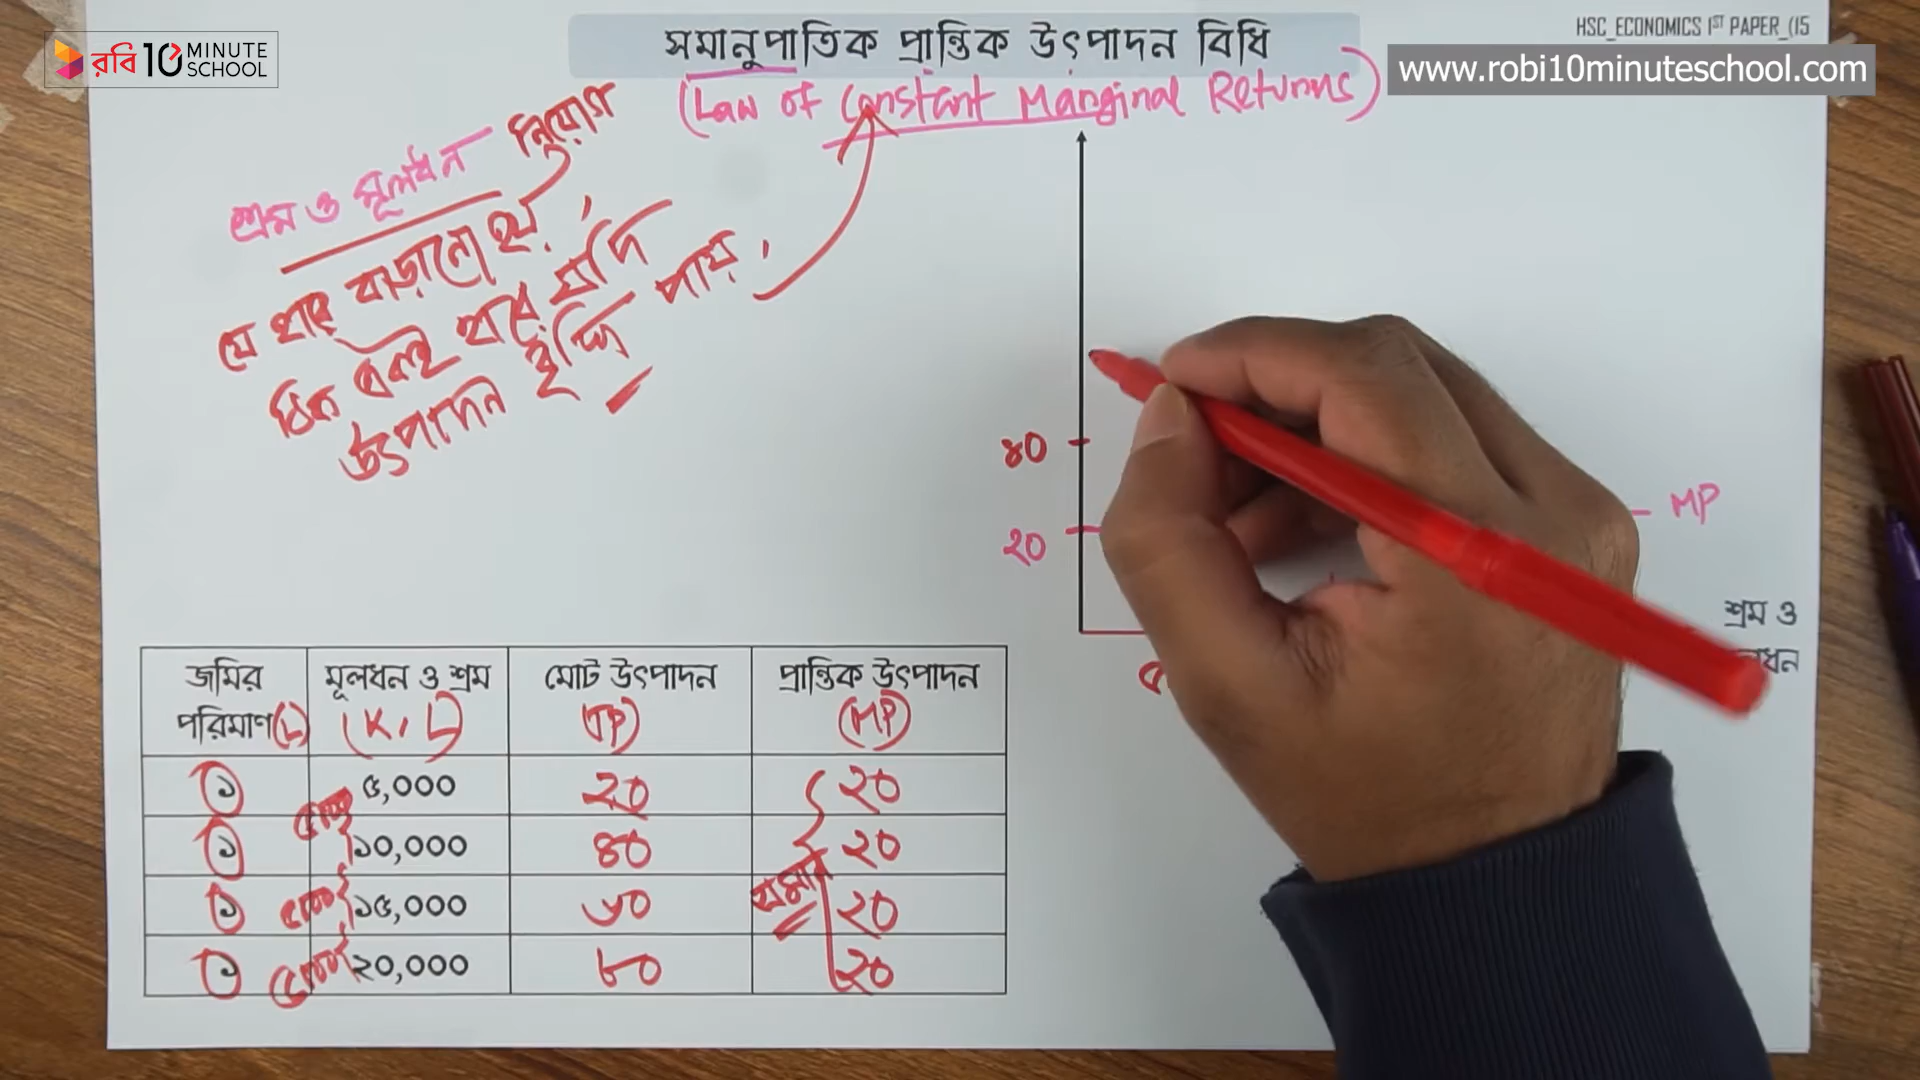 রবি 10 MINUTE SCHOOL
সমানুপাতিক প্রান্তিক উৎপাদন বিধি
HSC_ECONOMICS 1ST PAPER_(15
www.robi10minuteschool.com
(Law of Constant Marginal Returns)
শ্রম ও মূলধন নিয়োগ
যে হারে বাড়ানো হয়,
ঠিক একই হারে যদি
উৎপাদন বৃদ্ধি পায়,
৪০
২০
MP
শ্রম ও
৫
জমির পরিমাণ(L) মূলধন ও শ্রম (K, L) মোট উৎপাদন (TP) প্রান্তিক উৎপাদন (MP)
১ ৫,০০০ ২০ ২০
১ ১০,০০০ ৪০ ২০
সমান
১ ১৫,০০০ ৬০ ২০
১ ২০,০০০ ৮০ ২০